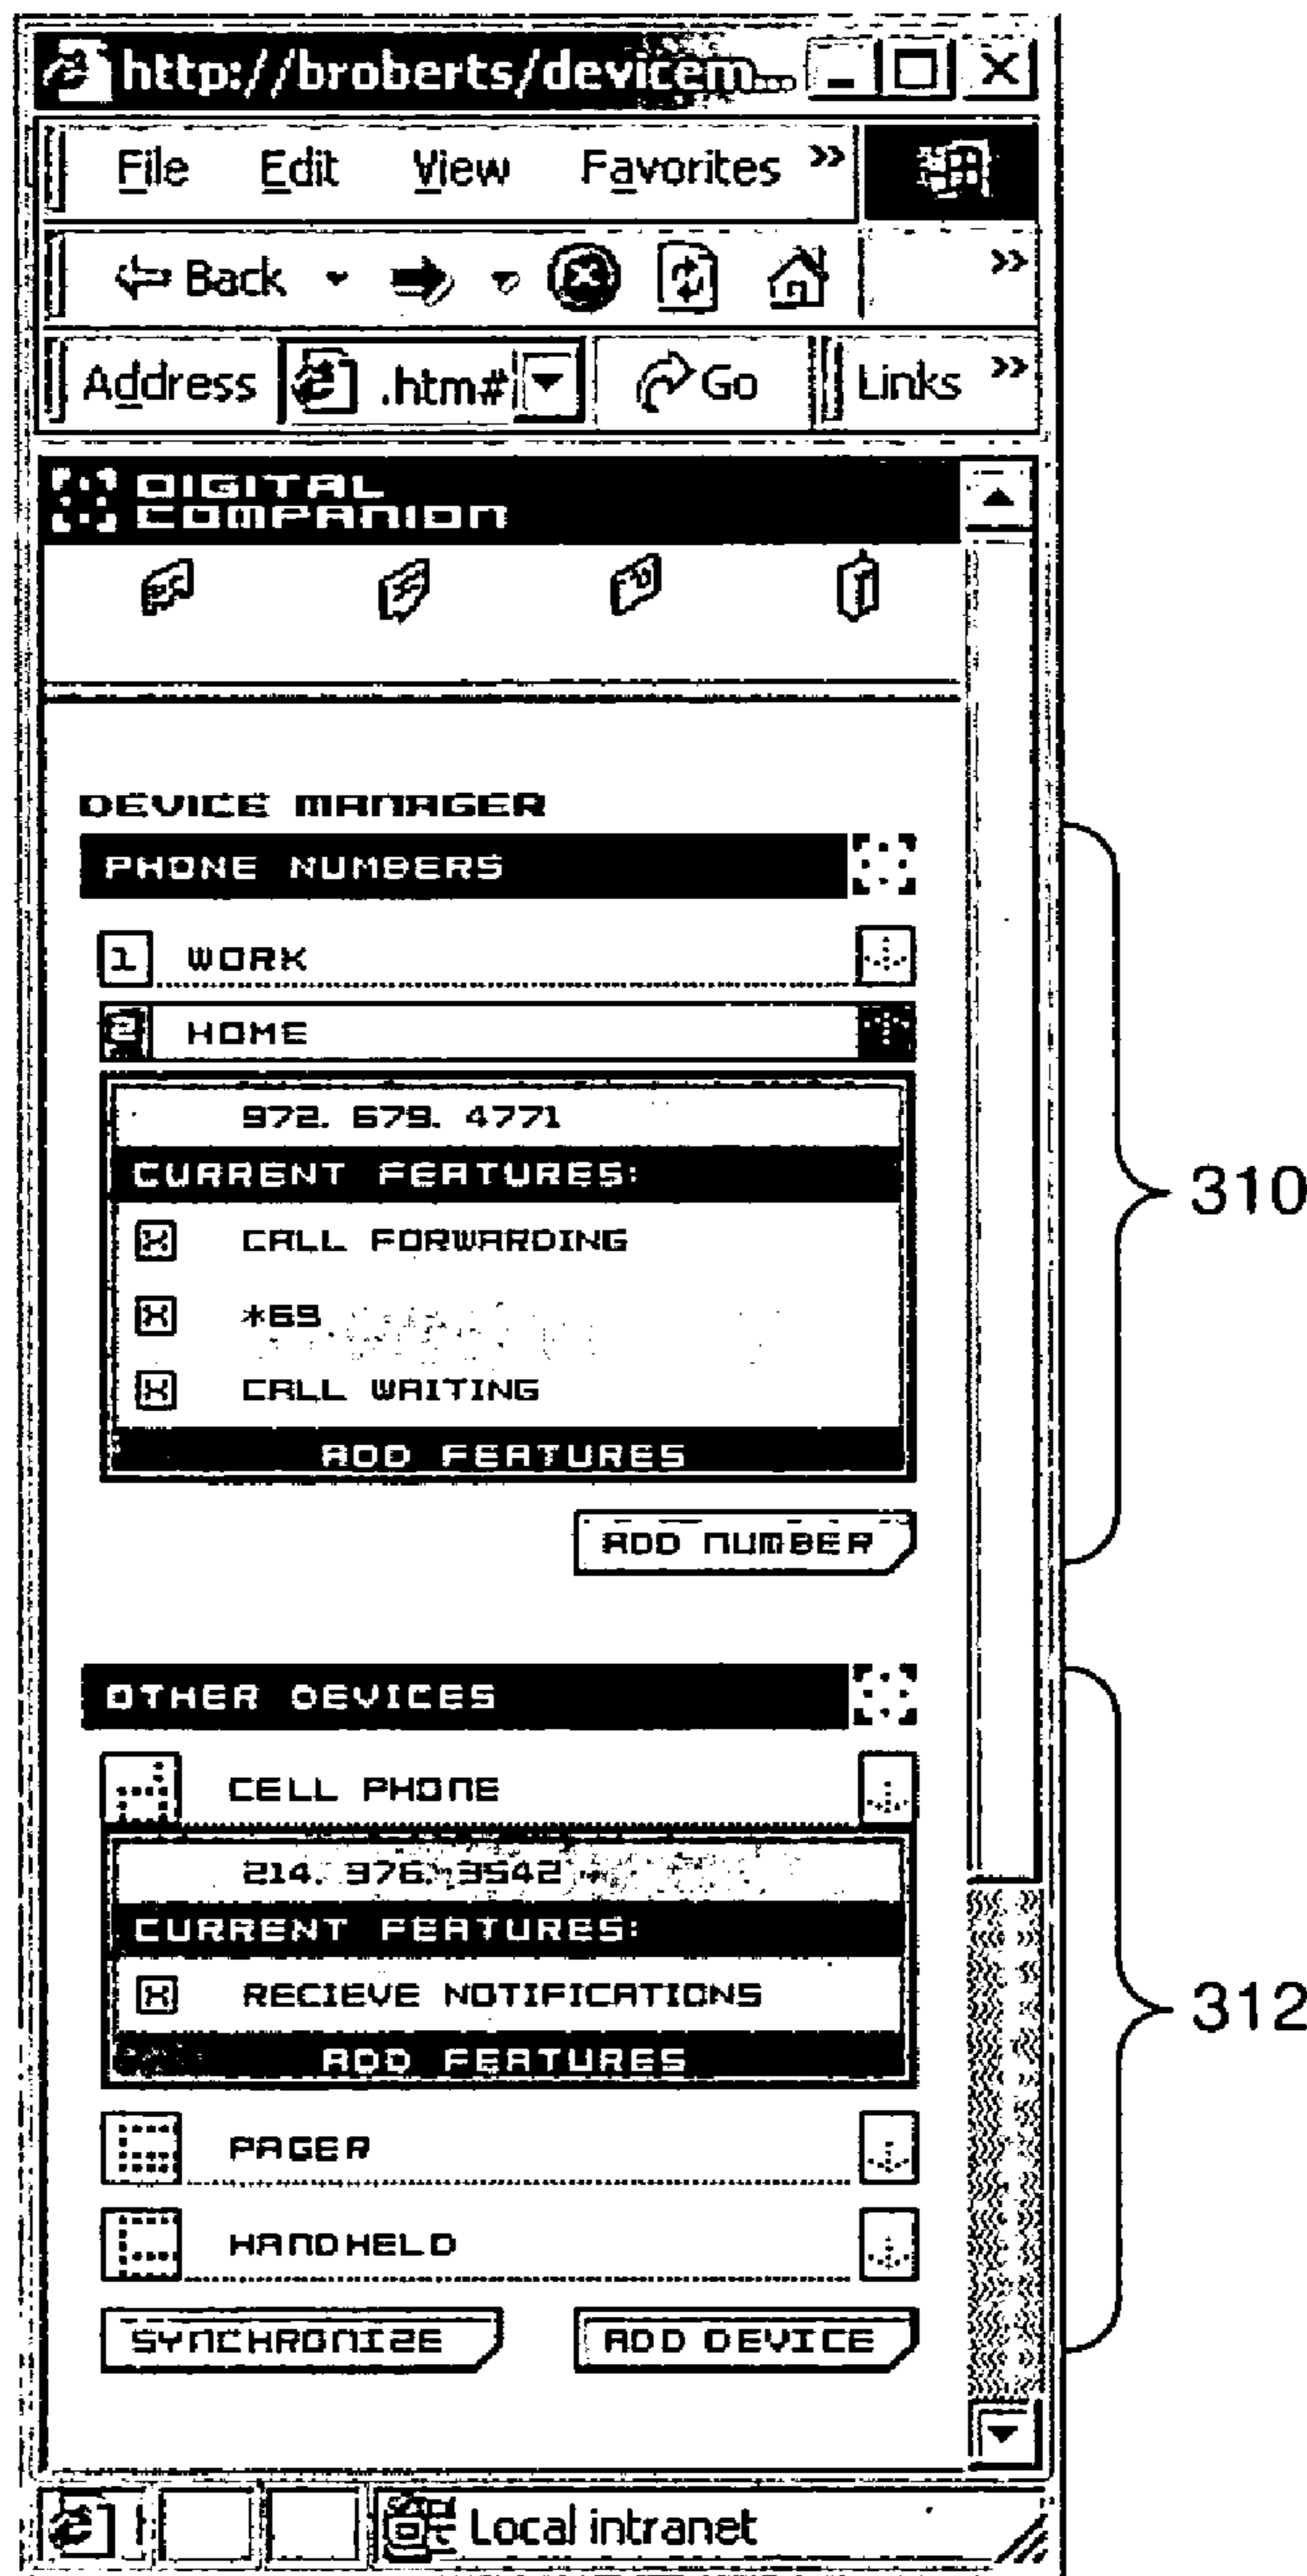 http://broberts/devicem...
File Edit View Favorites »
Back »
Address .htm# Go Links »
DIGITAL
COMPANION
DEVICE MANAGER
PHONE NUMBERS
1 WORK
2 HOME
972. 679. 4771
CURRENT FEATURES:
X CALL FORWARDING
X *69
X CALL WAITING
ADD FEATURES
ADD NUMBER
310
OTHER DEVICES
CELL PHONE
214. 376. 3542
CURRENT FEATURES:
X RECIEVE NOTIFICATIONS
ADD FEATURES
312
PAGER
HANDHELD
SYNCHRONIZE ADD DEVICE
Local intranet